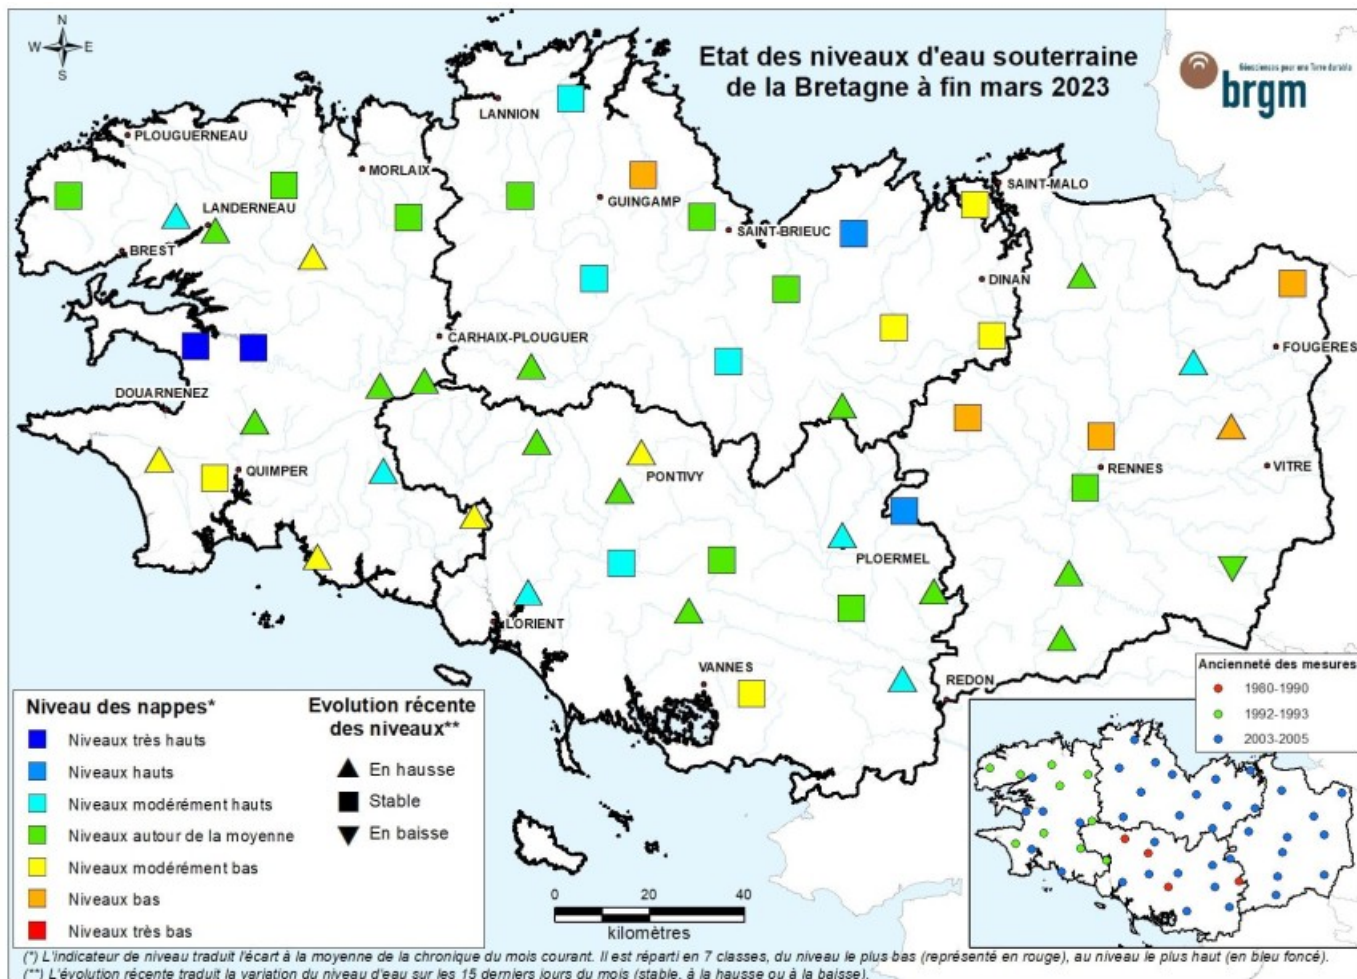 N
W E
S
Etat des niveaux d'eau souterraine
de la Bretagne à fin mars 2023
Géosciences pour une Terre durable
brgm
LANNION
PLOUGUERNEAU
MORLAIX
SAINT-MALO
GUINGAMP
LANDERNEAU
SAINT-BRIEUC
BREST
DINAN
CARHAIX-PLOUGUER
FOUGERES
DOUARNENEZ
QUIMPER
PONTIVY
RENNES
VITRE
PLOERMEL
LORIENT
VANNES
REDON
Niveau des nappes*
Niveaux très hauts
Niveaux hauts
Niveaux modérément hauts
Niveaux autour de la moyenne
Niveaux modérément bas
Niveaux bas
Niveaux très bas
Evolution récente
des niveaux**
En hausse
Stable
En baisse
0 20 40
kilomètres
Ancienneté des mesures
1980-1990
1992-1993
2003-2005
(*) L'indicateur de niveau traduit l'écart à la moyenne de la chronique du mois courant. Il est réparti en 7 classes, du niveau le plus bas (représenté en rouge), au niveau le plus haut (en bleu foncé).
(**) L'évolution récente traduit la variation du niveau d'eau sur les 15 derniers jours du mois (stable, à la hausse ou à la baisse).